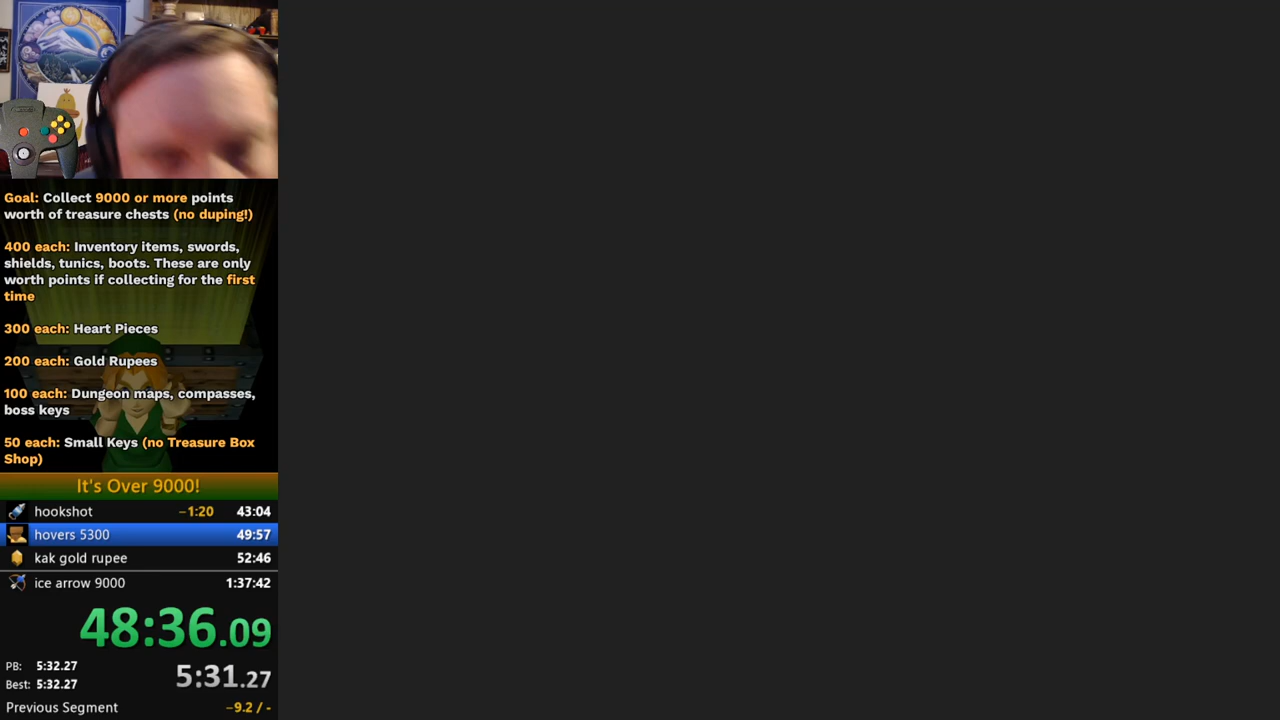 Goal: Collect 9000 or more points
worth of treasure chests (no duping!)
400 each: Inventory items, swords,
shields, tunics, boots. These are only
worth points if collecting for the first
time
300 each: Heart Pieces
200 each: Gold Rupees
100 each: Dungeon maps, compasses,
boss keys
50 each: Small Keys (no Treasure Box
Shop)
It's Over 9000!
hookshot −1:20 43:04
hovers 5300 49:57
kak gold rupee 52:46
ice arrow 9000 1:37:42
48:36.09
PB: 5:32.27
Best: 5:32.27
5:31.27
Previous Segment −9.2 / -